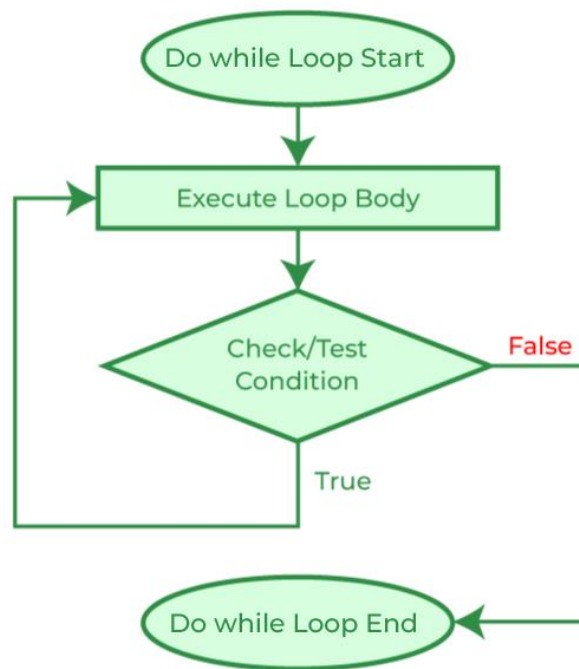 Do while Loop Start
Execute Loop Body
Check/Test
Condition
False
True
Do while Loop End